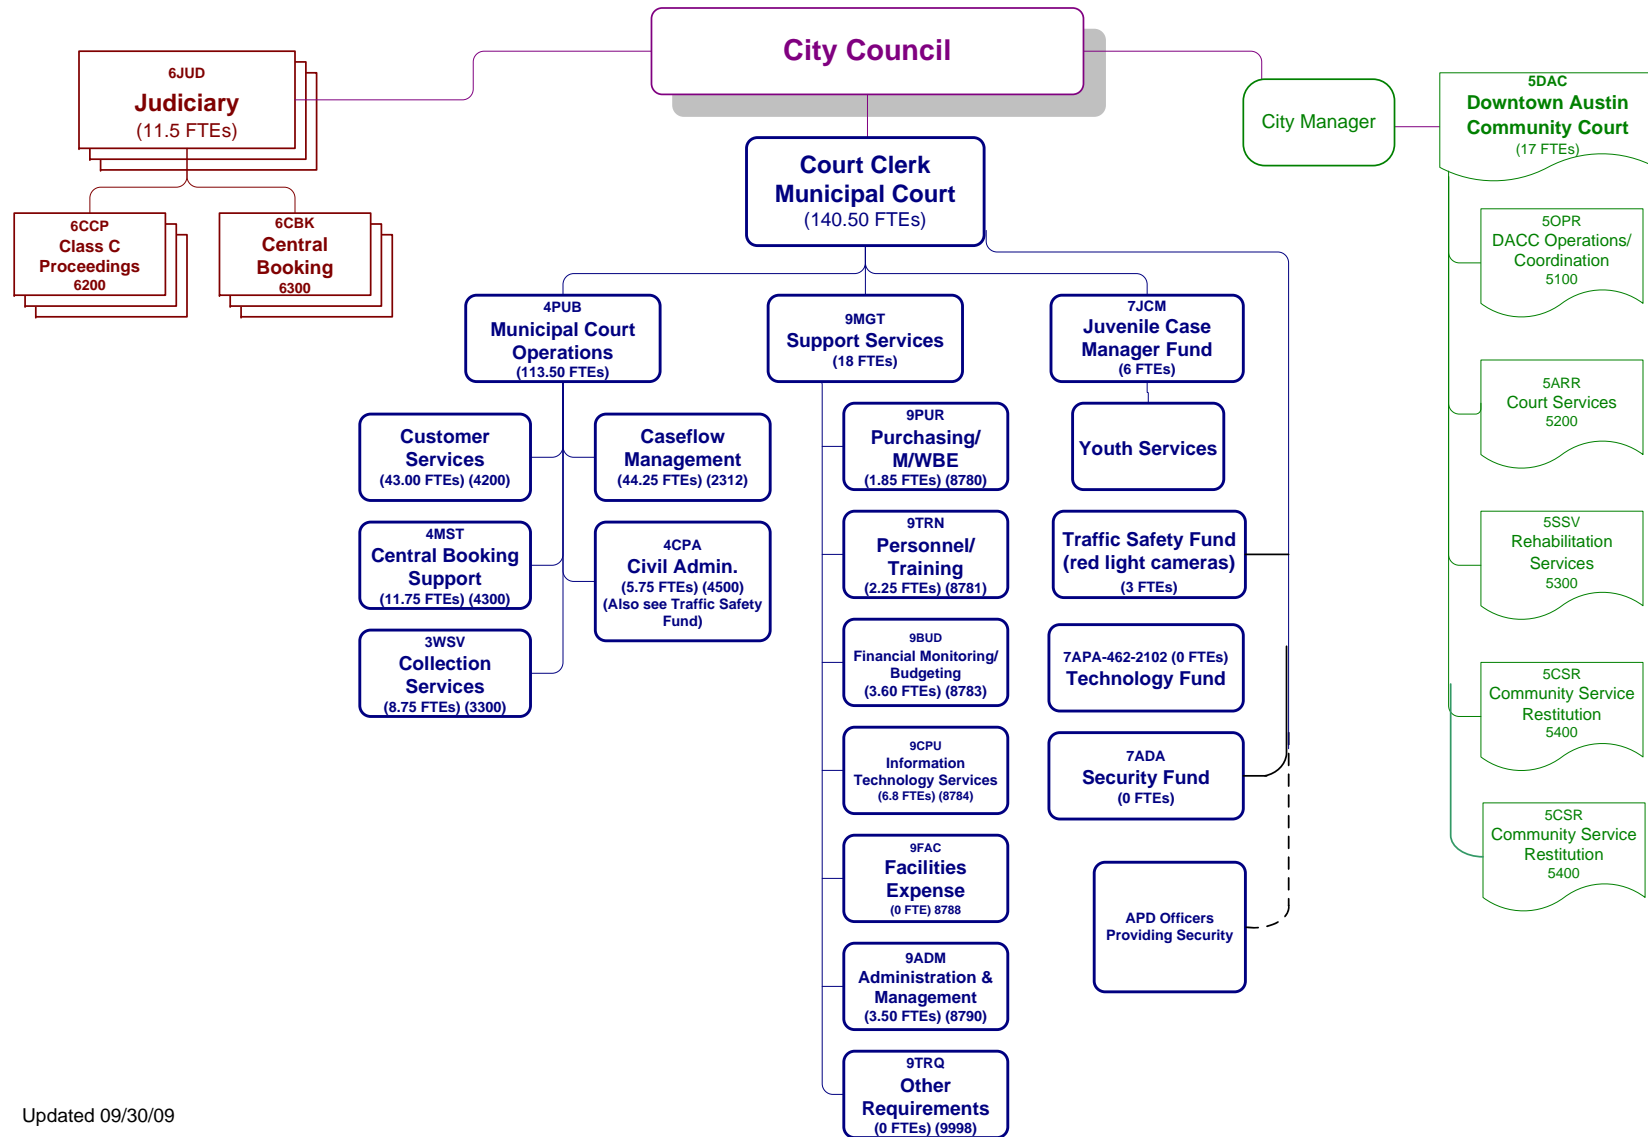 City Council
6JUD
Judiciary
(11.5 FTEs)
6CCP
Class C
Proceedings
6200
6CBK
Central
Booking
6300
City Manager
5DAC
Downtown Austin
Community Court
(17 FTEs)
5OPR
DACC Operations/
Coordination
5100
5ARR
Court Services
5200
5SSV
Rehabilitation
Services
5300
5CSR
Community Service
Restitution
5400
5CSR
Community Service
Restitution
5400
Court Clerk
Municipal Court
(140.50 FTEs)
4PUB
Municipal Court
Operations
(113.50 FTEs)
Customer
Services
(43.00 FTEs) (4200)
Caseflow
Management
(44.25 FTEs) (2312)
4MST
Central Booking
Support
(11.75 FTEs) (4300)
4CPA
Civil Admin.
(5.75 FTEs) (4500)
(Also see Traffic Safety
Fund)
3WSV
Collection
Services
(8.75 FTEs) (3300)
9MGT
Support Services
(18 FTEs)
9PUR
Purchasing/
M/WBE
(1.85 FTEs) (8780)
9TRN
Personnel/
Training
(2.25 FTEs) (8781)
9BUD
Financial Monitoring/
Budgeting
(3.60 FTEs) (8783)
9CPU
Information
Technology Services
(6.8 FTEs) (8784)
9FAC
Facilities
Expense
(0 FTE) 8788
9ADM
Administration &
Management
(3.50 FTEs) (8790)
9TRQ
Other
Requirements
(0 FTEs) (9998)
7JCM
Juvenile Case
Manager Fund
(6 FTEs)
Youth Services
Traffic Safety Fund
(red light cameras)
(3 FTEs)
7APA-462-2102 (0 FTEs)
Technology Fund
7ADA
Security Fund
(0 FTEs)
APD Officers
Providing Security
Updated 09/30/09